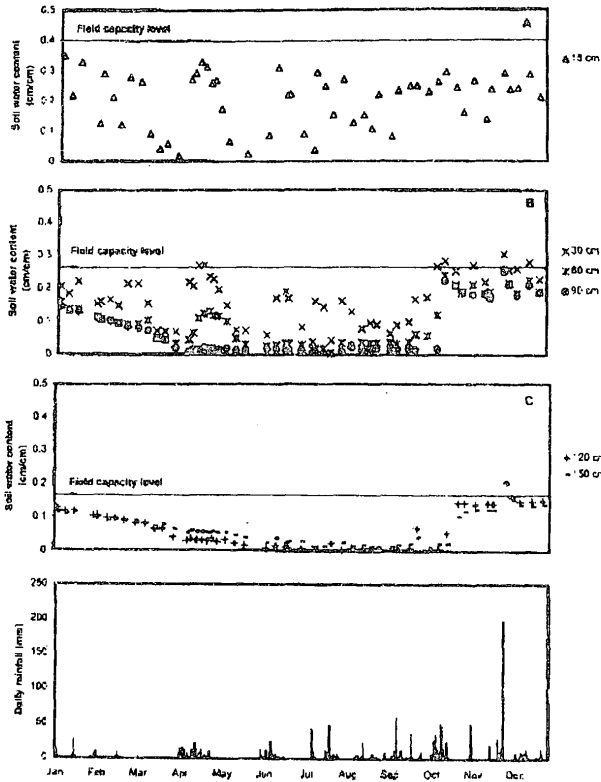 0.5
A
Field capacity level
0.4
0.3
0.2
0.1
0
Soil water content
(cm/cm)
15 cm
0.5
B
0.4
Field capacity level
0.3
0.2
0.1
0
Soil water content
(cm/cm)
30 cm
60 cm
90 cm
0.5
C
0.4
0.3
0.2
Field capacity level
0.1
0
Soil water content
(cm/cm)
120 cm
150 cm
250
200
150
100
50
0
Daily rainfall (mm)
Jan Feb Mar Apr May Jun Jul Aug Sep Oct Nov Dec